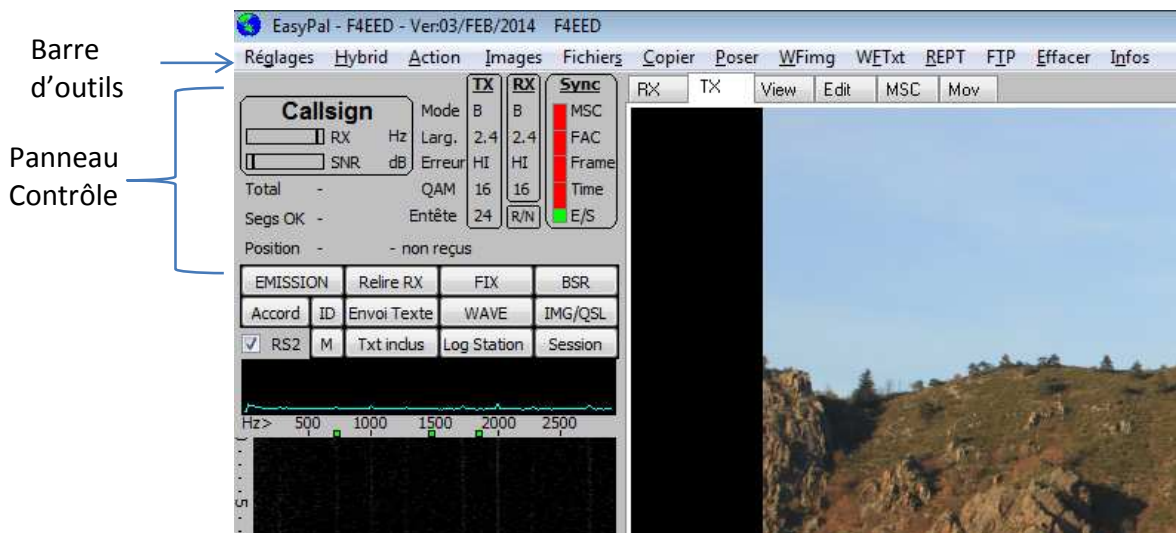 EasyPal - F4EED - Ver:03/FEB/2014 F4EED
Barre
d'outils
Réglages Hybrid Action Images Fichiers Copier Poser WFimg WFTxt REPT FTP Effacer Infos
Panneau
Contrôle
TX RX Sync
Callsign Mode B B MSC
RX Hz Larg. 2.4 2.4 FAC
SNR dB Erreur HI HI Frame
Total - QAM 16 16 Time
Segs OK - Entête 24 R/N E/S
Position - - non reçus
RX TX View Edit MSC Mov
EMISSION Relire RX FIX BSR
Accord ID Envoi Texte WAVE IMG/QSL
RS2 M Txt inclus Log Station Session
Hz> 500 1000 1500 2000 2500
5